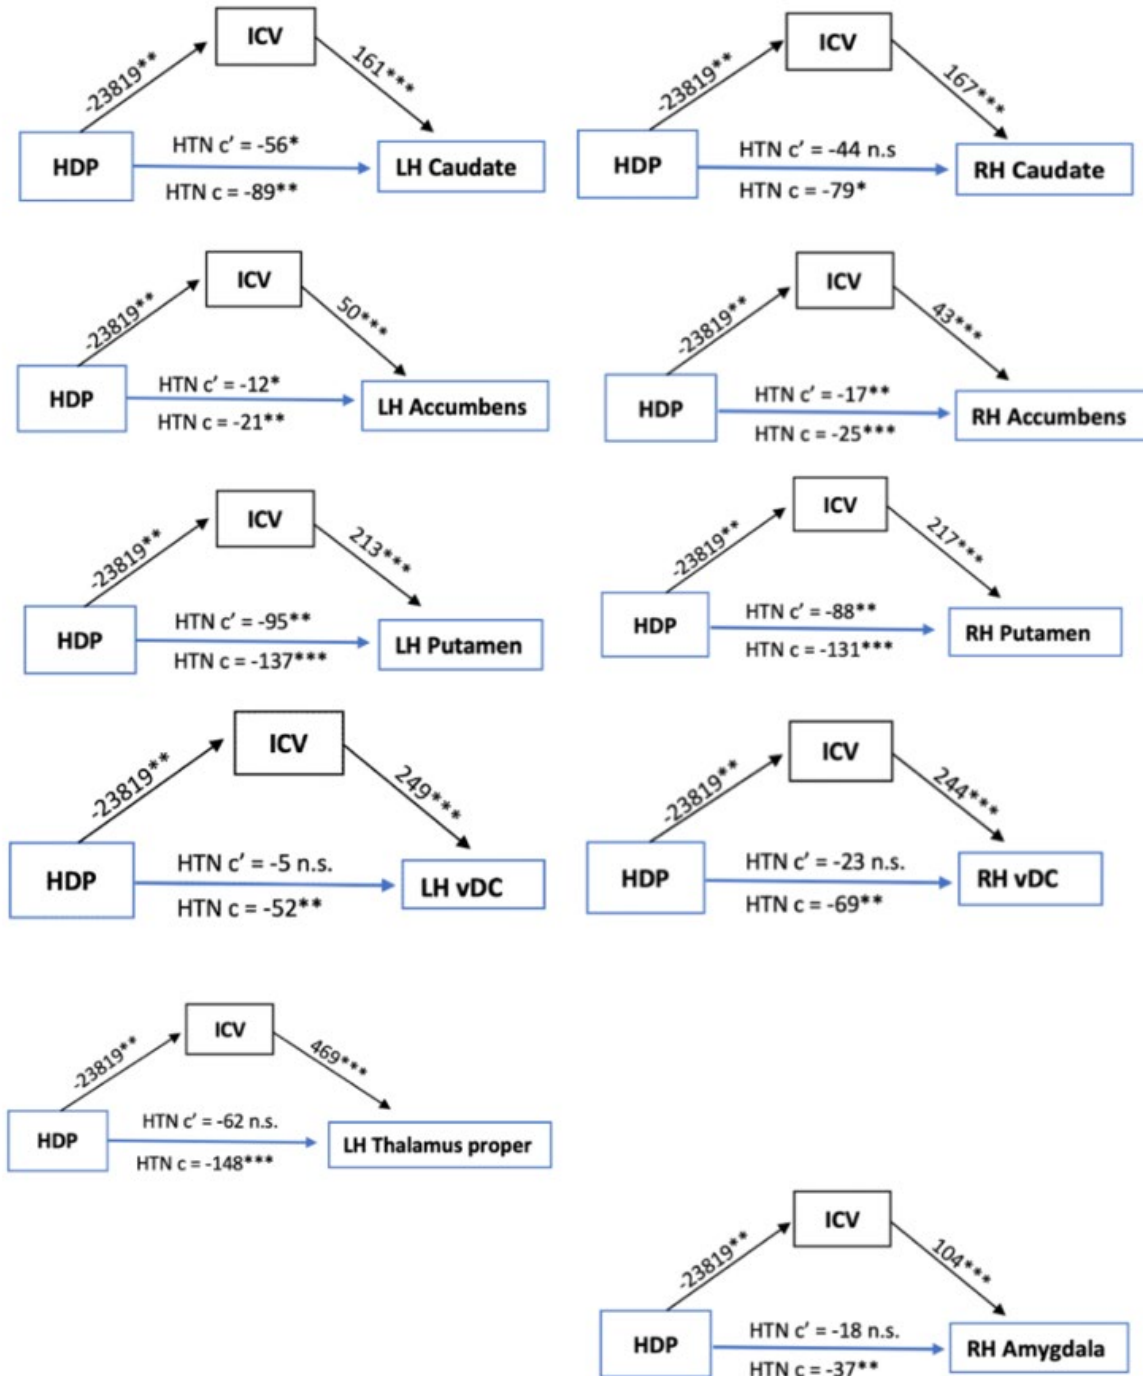 ICV
-23819**
161***
HDP
HTN c’ = -56*
HTN c = -89**
LH Caudate
ICV
-23819**
167***
HDP
HTN c’ = -44 n.s
HTN c = -79*
RH Caudate
ICV
-23819**
50***
HDP
HTN c’ = -12*
HTN c = -21**
LH Accumbens
ICV
-23819**
43***
HDP
HTN c’ = -17**
HTN c = -25***
RH Accumbens
ICV
-23819**
213***
HDP
HTN c’ = -95**
HTN c = -137***
LH Putamen
ICV
-23819**
217***
HDP
HTN c’ = -88**
HTN c = -131***
RH Putamen
ICV
-23819**
249***
HDP
HTN c’ = -5 n.s.
HTN c = -52**
LH vDC
ICV
-23819**
244***
HDP
HTN c’ = -23 n.s.
HTN c = -69**
RH vDC
ICV
-23819**
469***
HDP
HTN c’ = -62 n.s.
HTN c = -148***
LH Thalamus proper
ICV
-23819**
104***
HDP
HTN c’ = -18 n.s.
HTN c = -37**
RH Amygdala